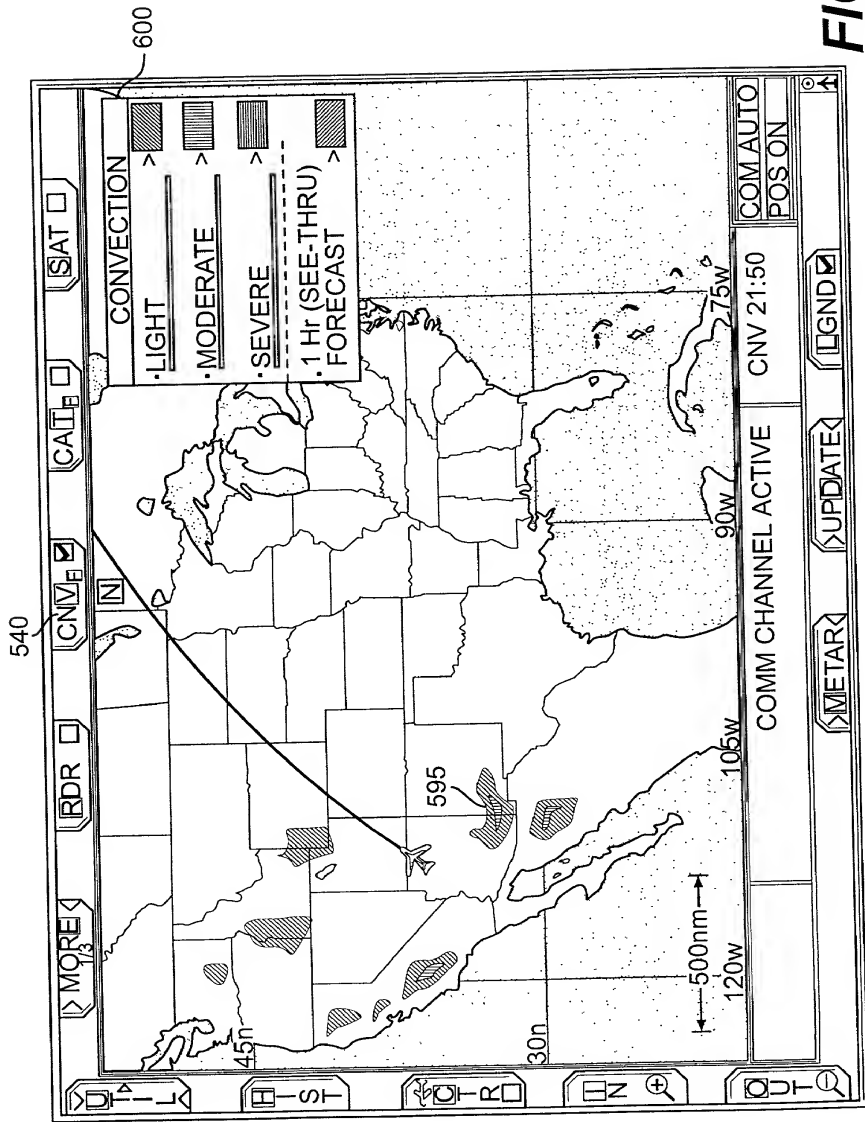 540
>MORE<
1/3
RDR
CNV F
CAT F
SAT
>UTIL<
HIST
CTR
IN
OUT
N
600
CONVECTION
· LIGHT >
· MODERATE >
· SEVERE >
· 1 Hr (SEE-THRU) FORECAST >
45n
30n
595
500nm
120w
105w
90w
75w
COMM CHANNEL ACTIVE
CNV 21:50
COM AUTO
POS ON
>METAR<
>UPDATE<
LGND
FIG